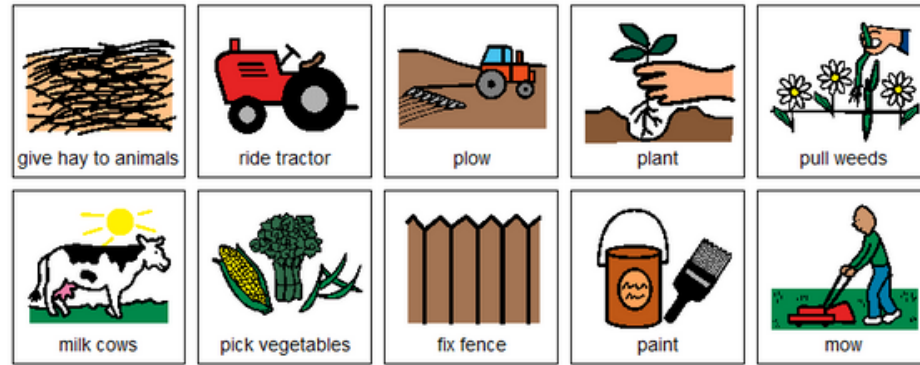 give hay to animals
ride tractor
plow
plant
pull weeds
milk cows
pick vegetables
fix fence
paint
mow